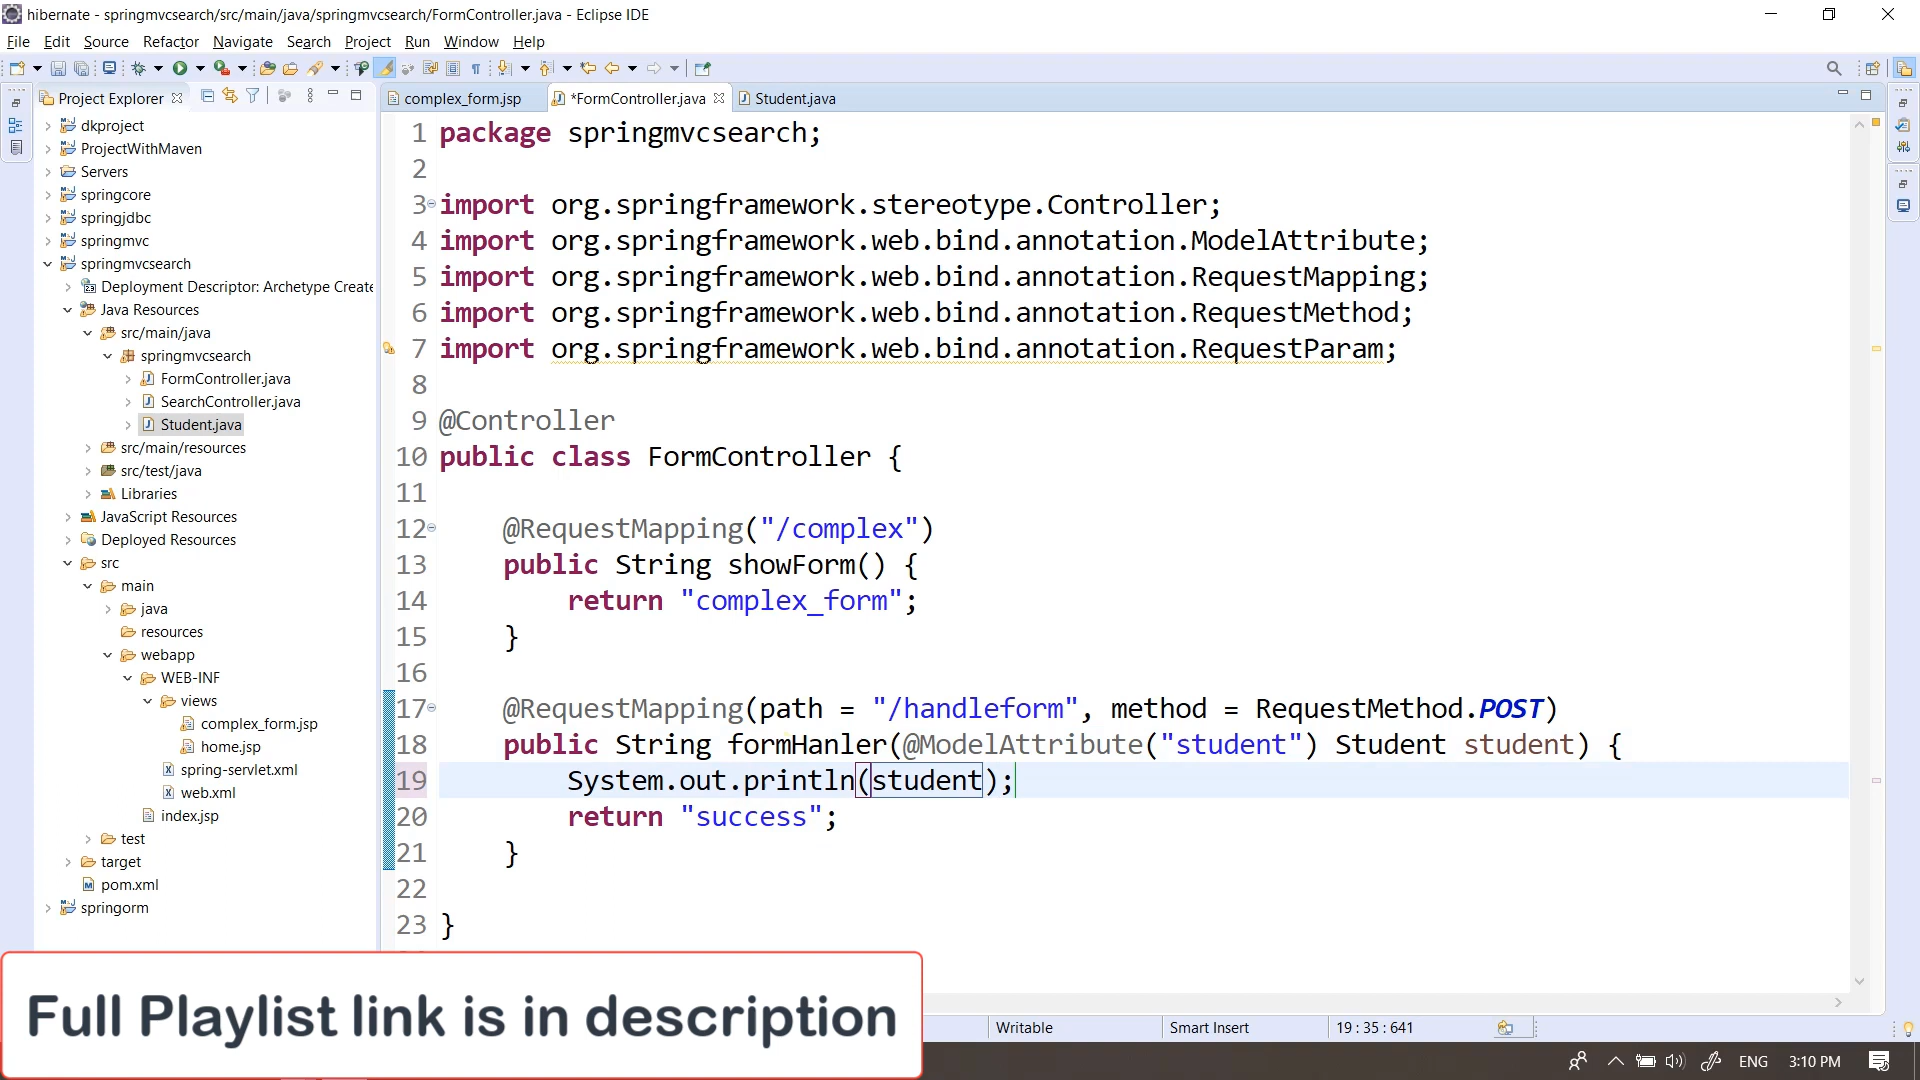 hibernate - springmvcsearch/src/main/java/springmvcsearch/FormController.java - Eclipse IDE
File Edit Source Refactor Navigate Search Project Run Window Help
Project Explorer
complex_form.jsp *FormController.java Student.java
dkproject
ProjectWithMaven
Servers
springcore
springjdbc
springmvc
springmvcsearch
Deployment Descriptor: Archetype Create
Java Resources
src/main/java
springmvcsearch
FormController.java
SearchController.java
Student.java
src/main/resources
src/test/java
Libraries
JavaScript Resources
Deployed Resources
src
main
java
resources
webapp
WEB-INF
views
complex_form.jsp
home.jsp
spring-servlet.xml
web.xml
index.jsp
test
target
pom.xml
springorm
1 package springmvcsearch;
2
3 import org.springframework.stereotype.Controller;
4 import org.springframework.web.bind.annotation.ModelAttribute;
5 import org.springframework.web.bind.annotation.RequestMapping;
6 import org.springframework.web.bind.annotation.RequestMethod;
7 import org.springframework.web.bind.annotation.RequestParam;
8
9 @Controller
10 public class FormController {
11
12 @RequestMapping("/complex")
13 public String showForm() {
14 return "complex_form";
15 }
16
17 @RequestMapping(path = "/handleform", method = RequestMethod.POST)
18 public String formHanler(@ModelAttribute("student") Student student) {
19 System.out.println(student);
20 return "success";
21 }
22
23 }
Full Playlist link is in description
Writable Smart Insert 19 : 35 : 641
ENG 3:10 PM